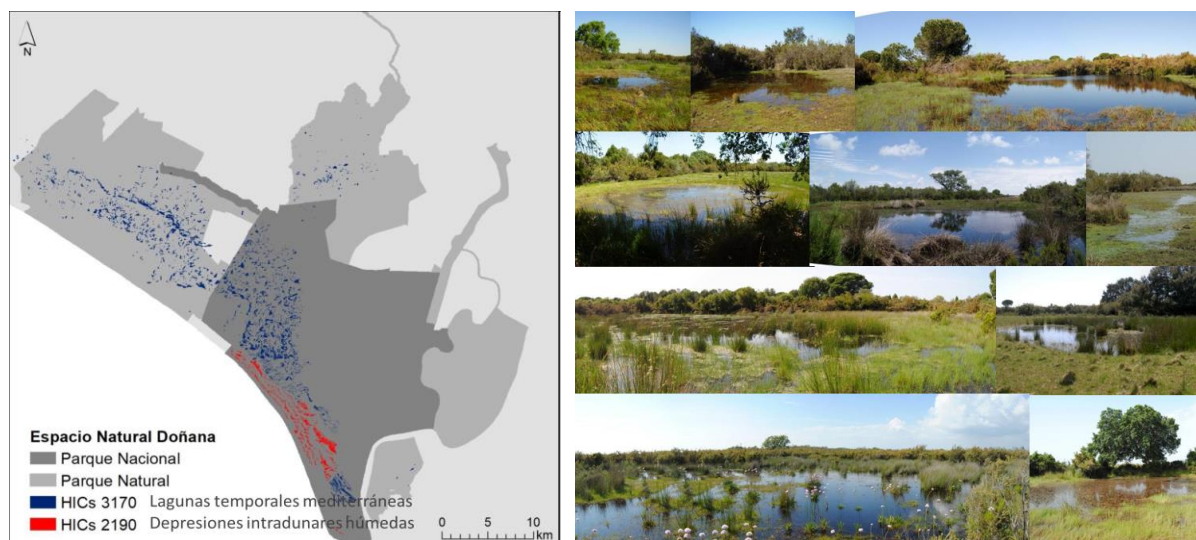 N
Espacio Natural Doñana
Parque Nacional
Parque Natural
HICs 3170 Lagunas temporales mediterráneas
HICs 2190 Depresiones intradunares húmedas
0 5 10
km